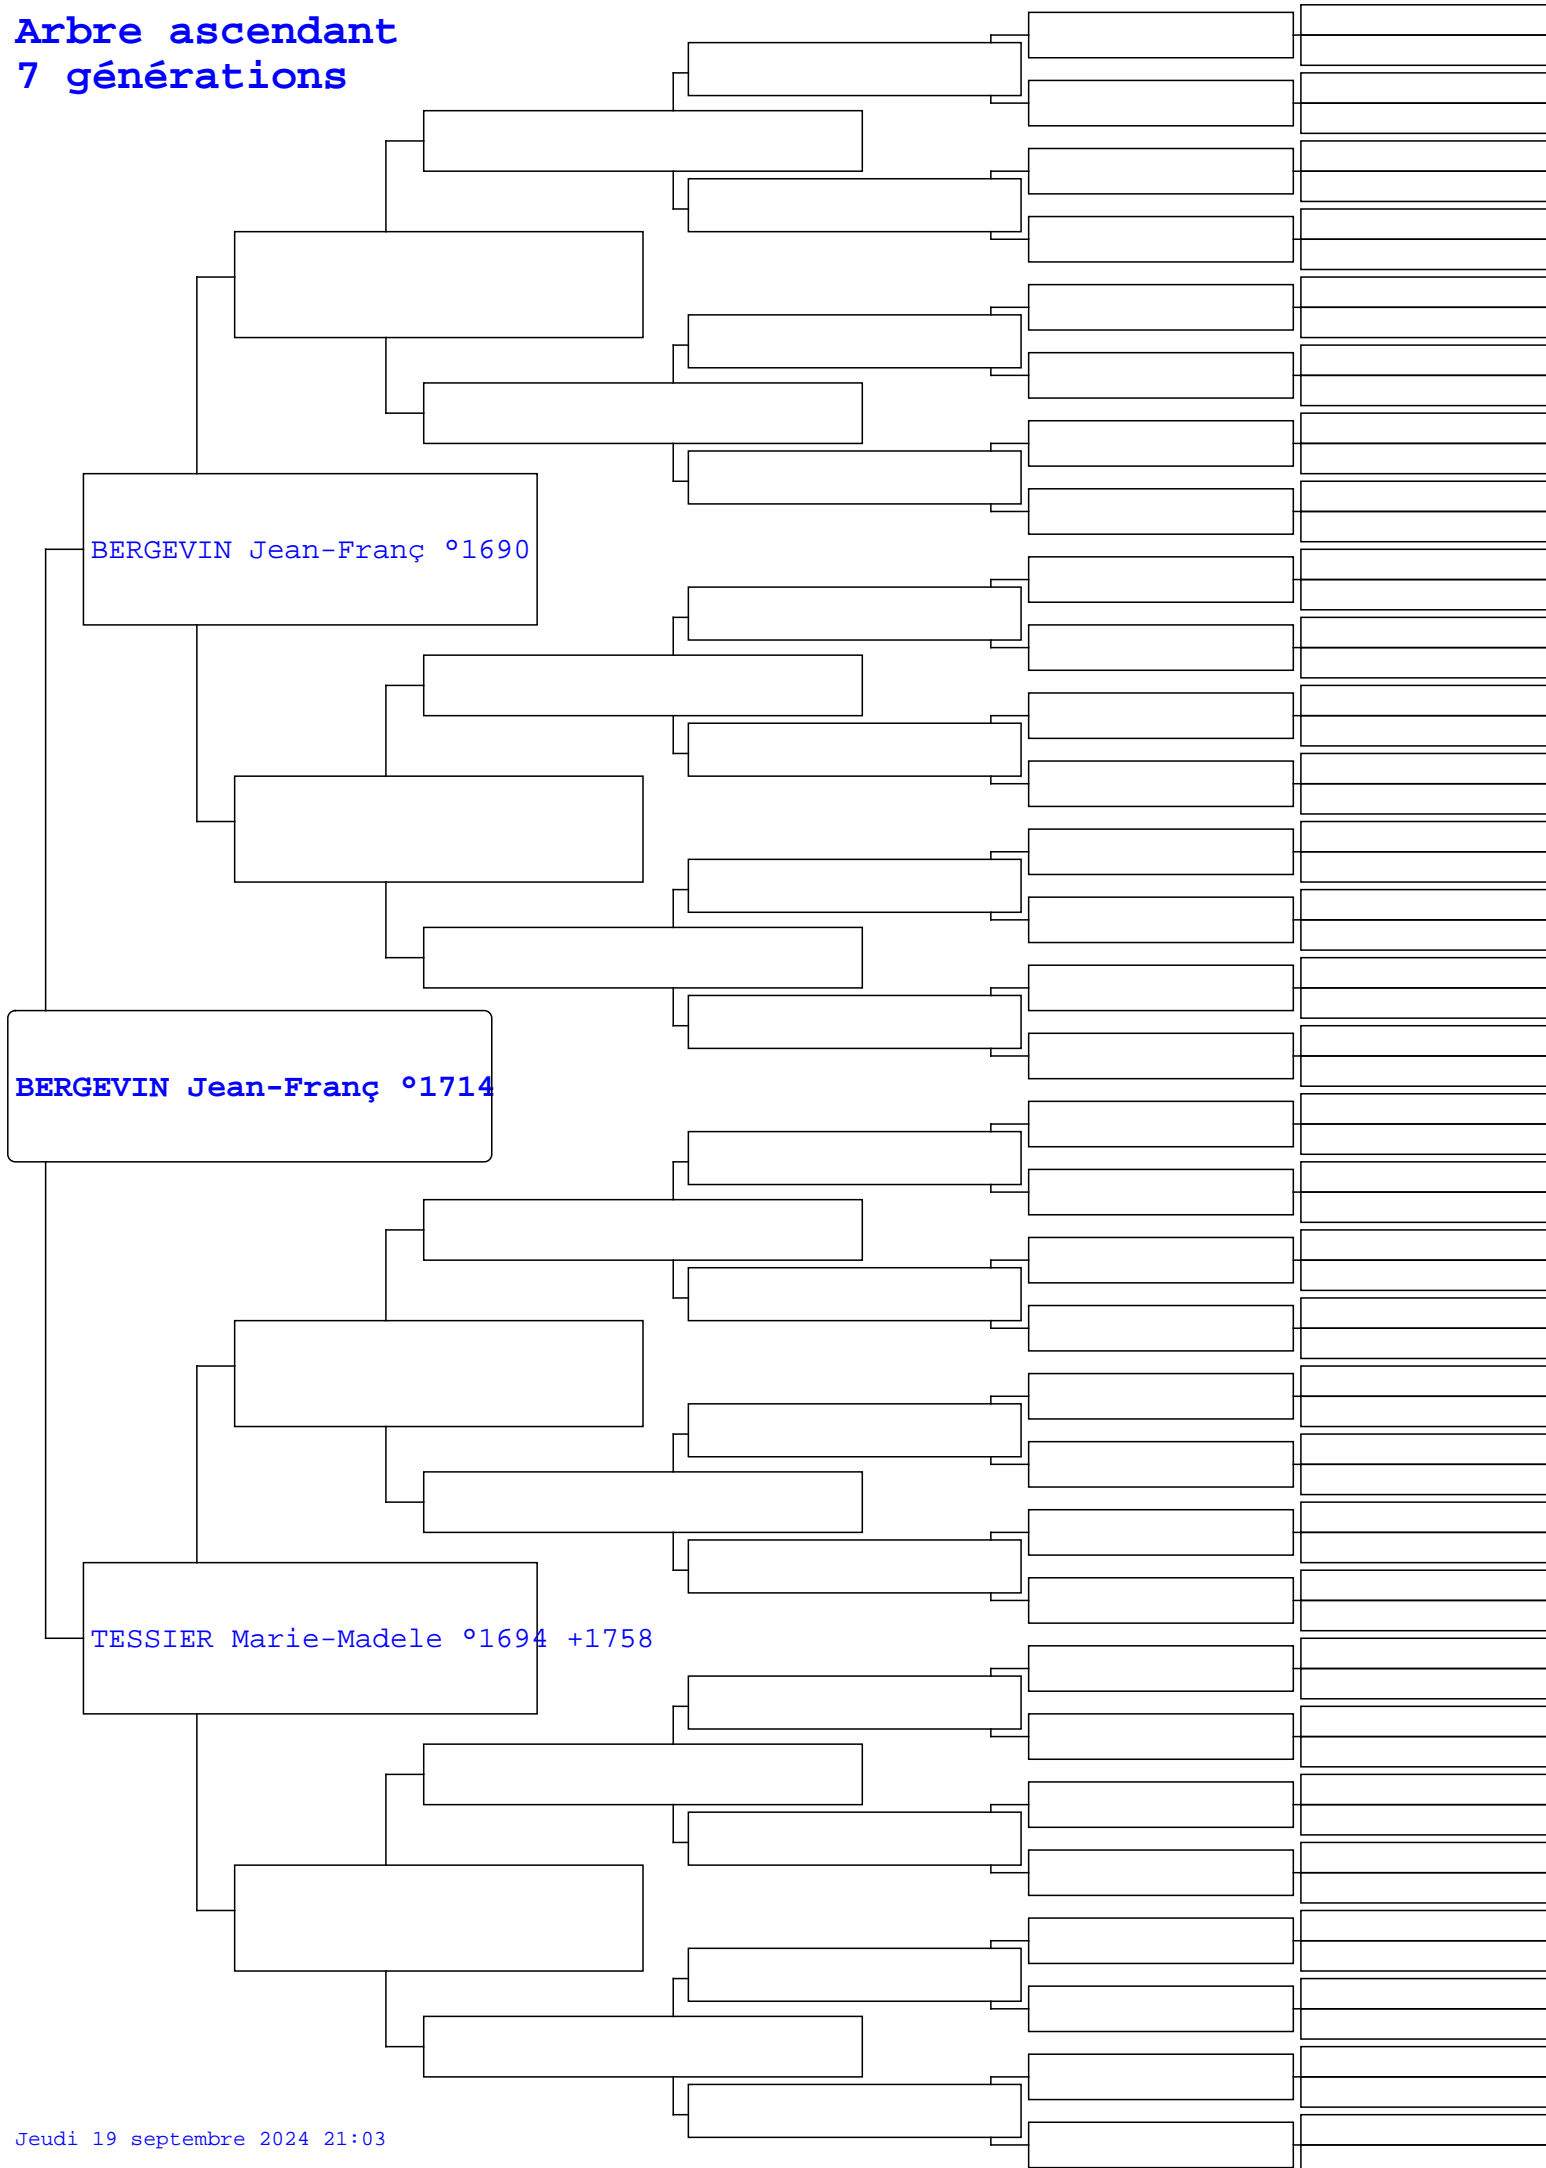 Arbre ascendant
7 générations
BERGEVIN Jean-Franç °1690
BERGEVIN Jean-Franç °1714
TESSIER Marie-Madele °1694 +1758
Jeudi 19 septembre 2024 21:03